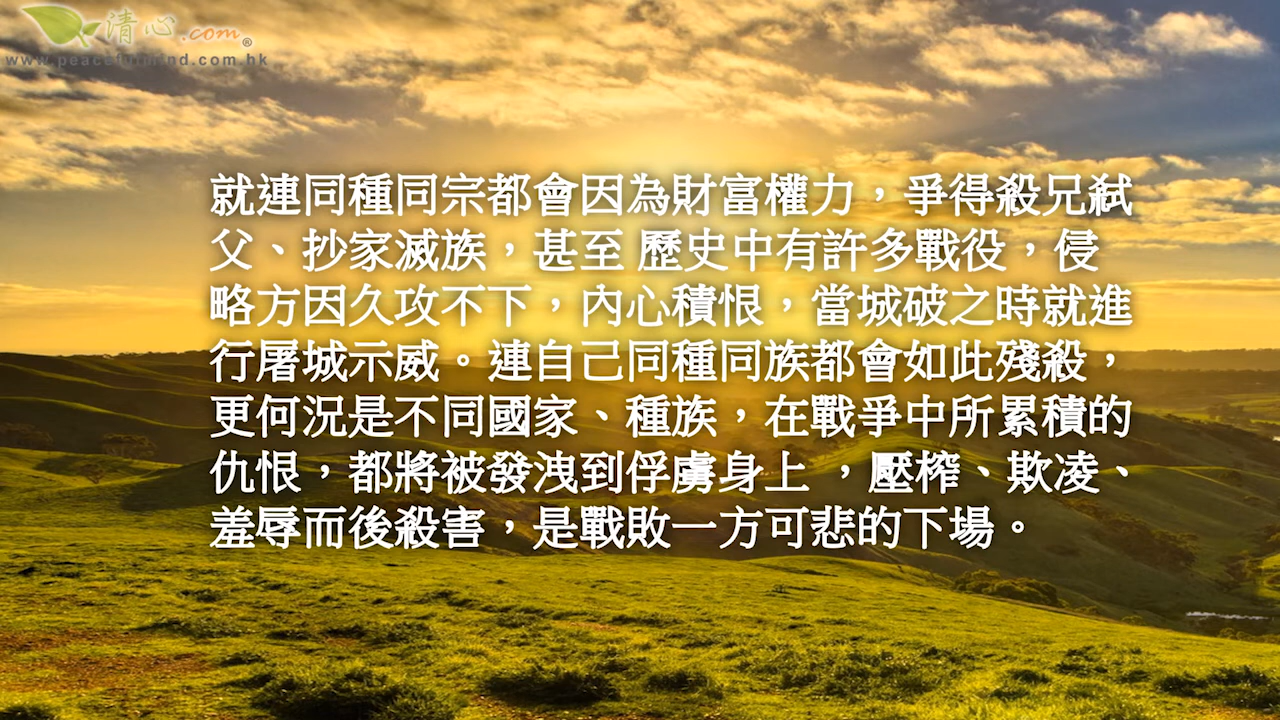 清心.com®
www.peacefulmind.com.hk
就連同種同宗都會因為財富權力，爭得殺兄弒
父、抄家滅族，甚至 歷史中有許多戰役，侵
略方因久攻不下，內心積恨，當城破之時就進
行屠城示威。連自己同種同族都會如此殘殺，
更何況是不同國家、種族，在戰爭中所累積的
仇恨，都將被發洩到俘虜身上 ，壓榨、欺凌、
羞辱而後殺害，是戰敗一方可悲的下場。